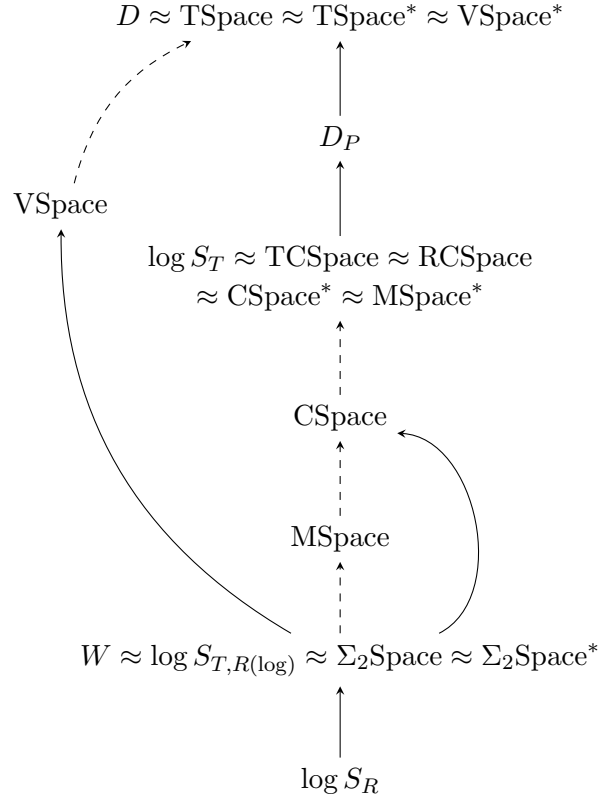 D ≈ TSpace ≈ TSpace* ≈ VSpace*
D_P
VSpace
log S_T ≈ TCSpace ≈ RCSpace
≈ CSpace* ≈ MSpace*
CSpace
MSpace
W ≈ log S_{T,R(log)} ≈ Σ₂Space ≈ Σ₂Space*
log S_R